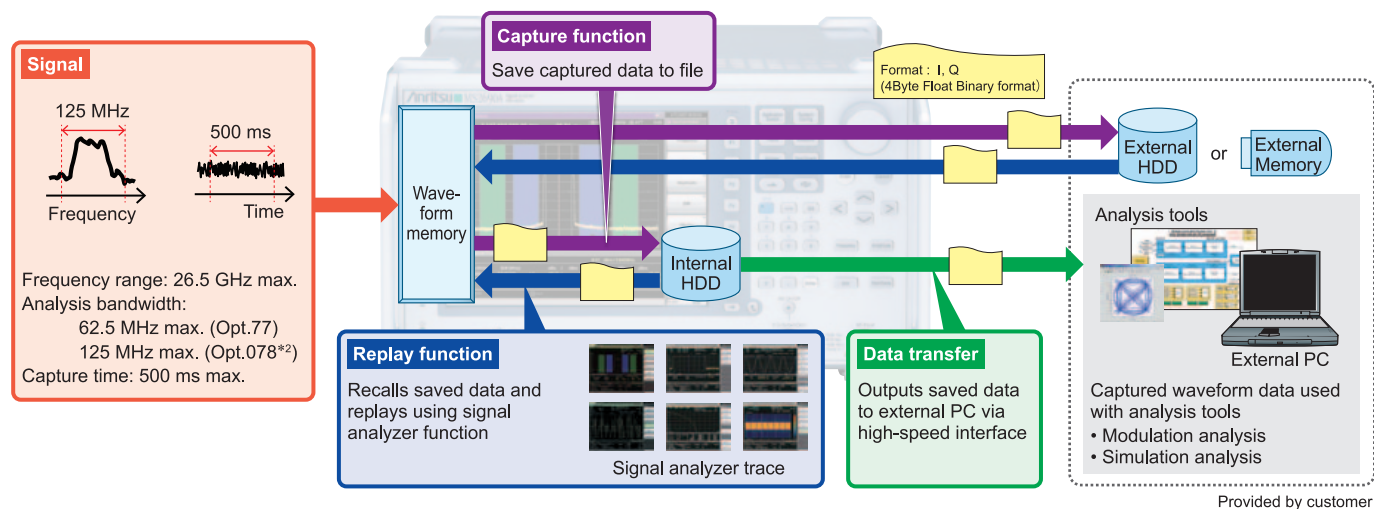 Signal
125 MHz
500 ms
Frequency
Time
Frequency range: 26.5 GHz max.
Analysis bandwidth:
62.5 MHz max. (Opt.77)
125 MHz max. (Opt.078*2)
Capture time: 500 ms max.
Capture function
Save captured data to file
Anritsu
Wave-
form
memory
Format : I, Q
(4Byte Float Binary format)
External
HDD
or
External
Memory
Internal
HDD
Replay function
Recalls saved data and
replays using signal
analyzer function
Signal analyzer trace
Data transfer
Outputs saved data
to external PC via
high-speed interface
Analysis tools
External PC
Captured waveform data used
with analysis tools
• Modulation analysis
• Simulation analysis
Provided by customer